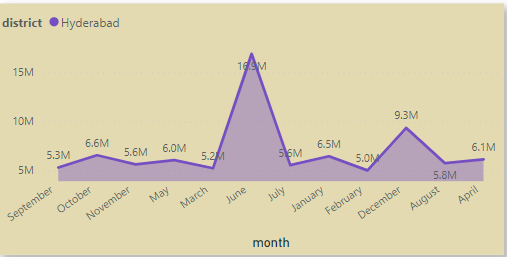 district Hyderabad
15M
10M
5M
5.3M 6.6M 5.6M 6.0M 5.2M 16.9M 5.6M 6.5M 5.0M 9.3M 5.8M 6.1M
September October November May March June July January February December August April
month